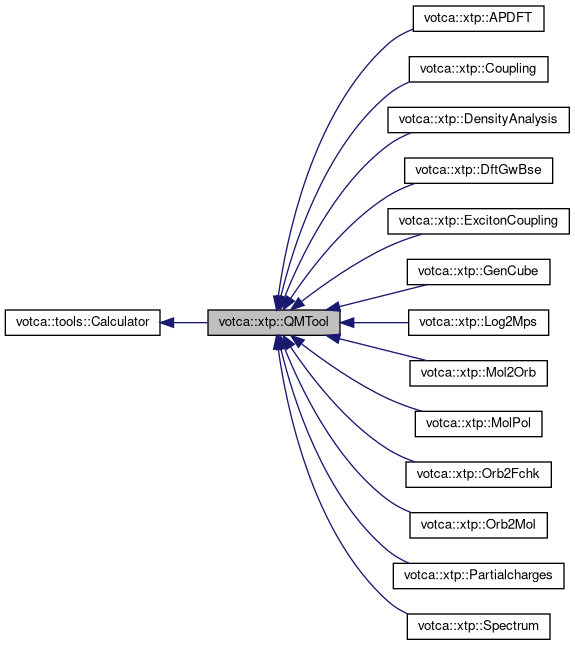 votca::xtp::APDFT
votca::xtp::Coupling
votca::xtp::DensityAnalysis
votca::xtp::DftGwBse
votca::xtp::ExcitonCoupling
votca::xtp::GenCube
votca::tools::Calculator
votca::xtp::QMTool
votca::xtp::Log2Mps
votca::xtp::Mol2Orb
votca::xtp::MolPol
votca::xtp::Orb2Fchk
votca::xtp::Orb2Mol
votca::xtp::Partialcharges
votca::xtp::Spectrum